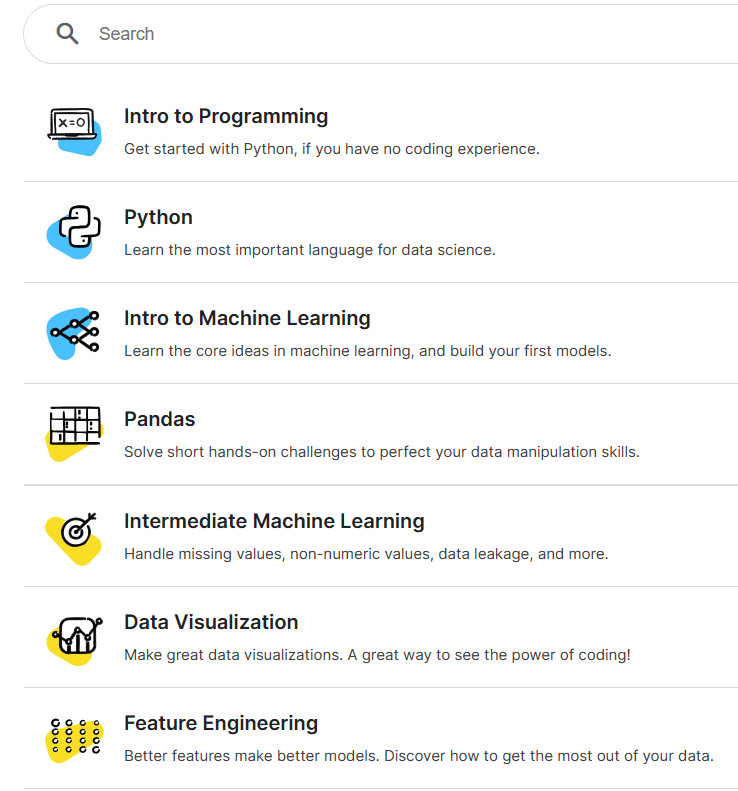 Search
x=0
Intro to Programming
Get started with Python, if you have no coding experience.
Python
Learn the most important language for data science.
Intro to Machine Learning
Learn the core ideas in machine learning, and build your first models.
Pandas
Solve short hands-on challenges to perfect your data manipulation skills.
Intermediate Machine Learning
Handle missing values, non-numeric values, data leakage, and more.
Data Visualization
Make great data visualizations. A great way to see the power of coding!
Feature Engineering
Better features make better models. Discover how to get the most out of your data.